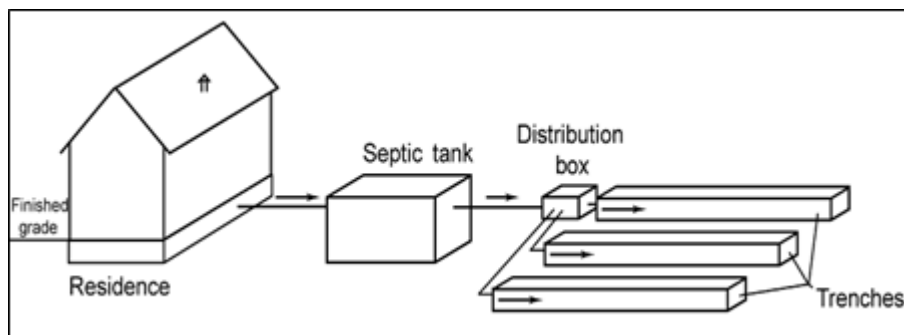 Septic tank
Distribution
box
Finished
grade
Residence
Trenches